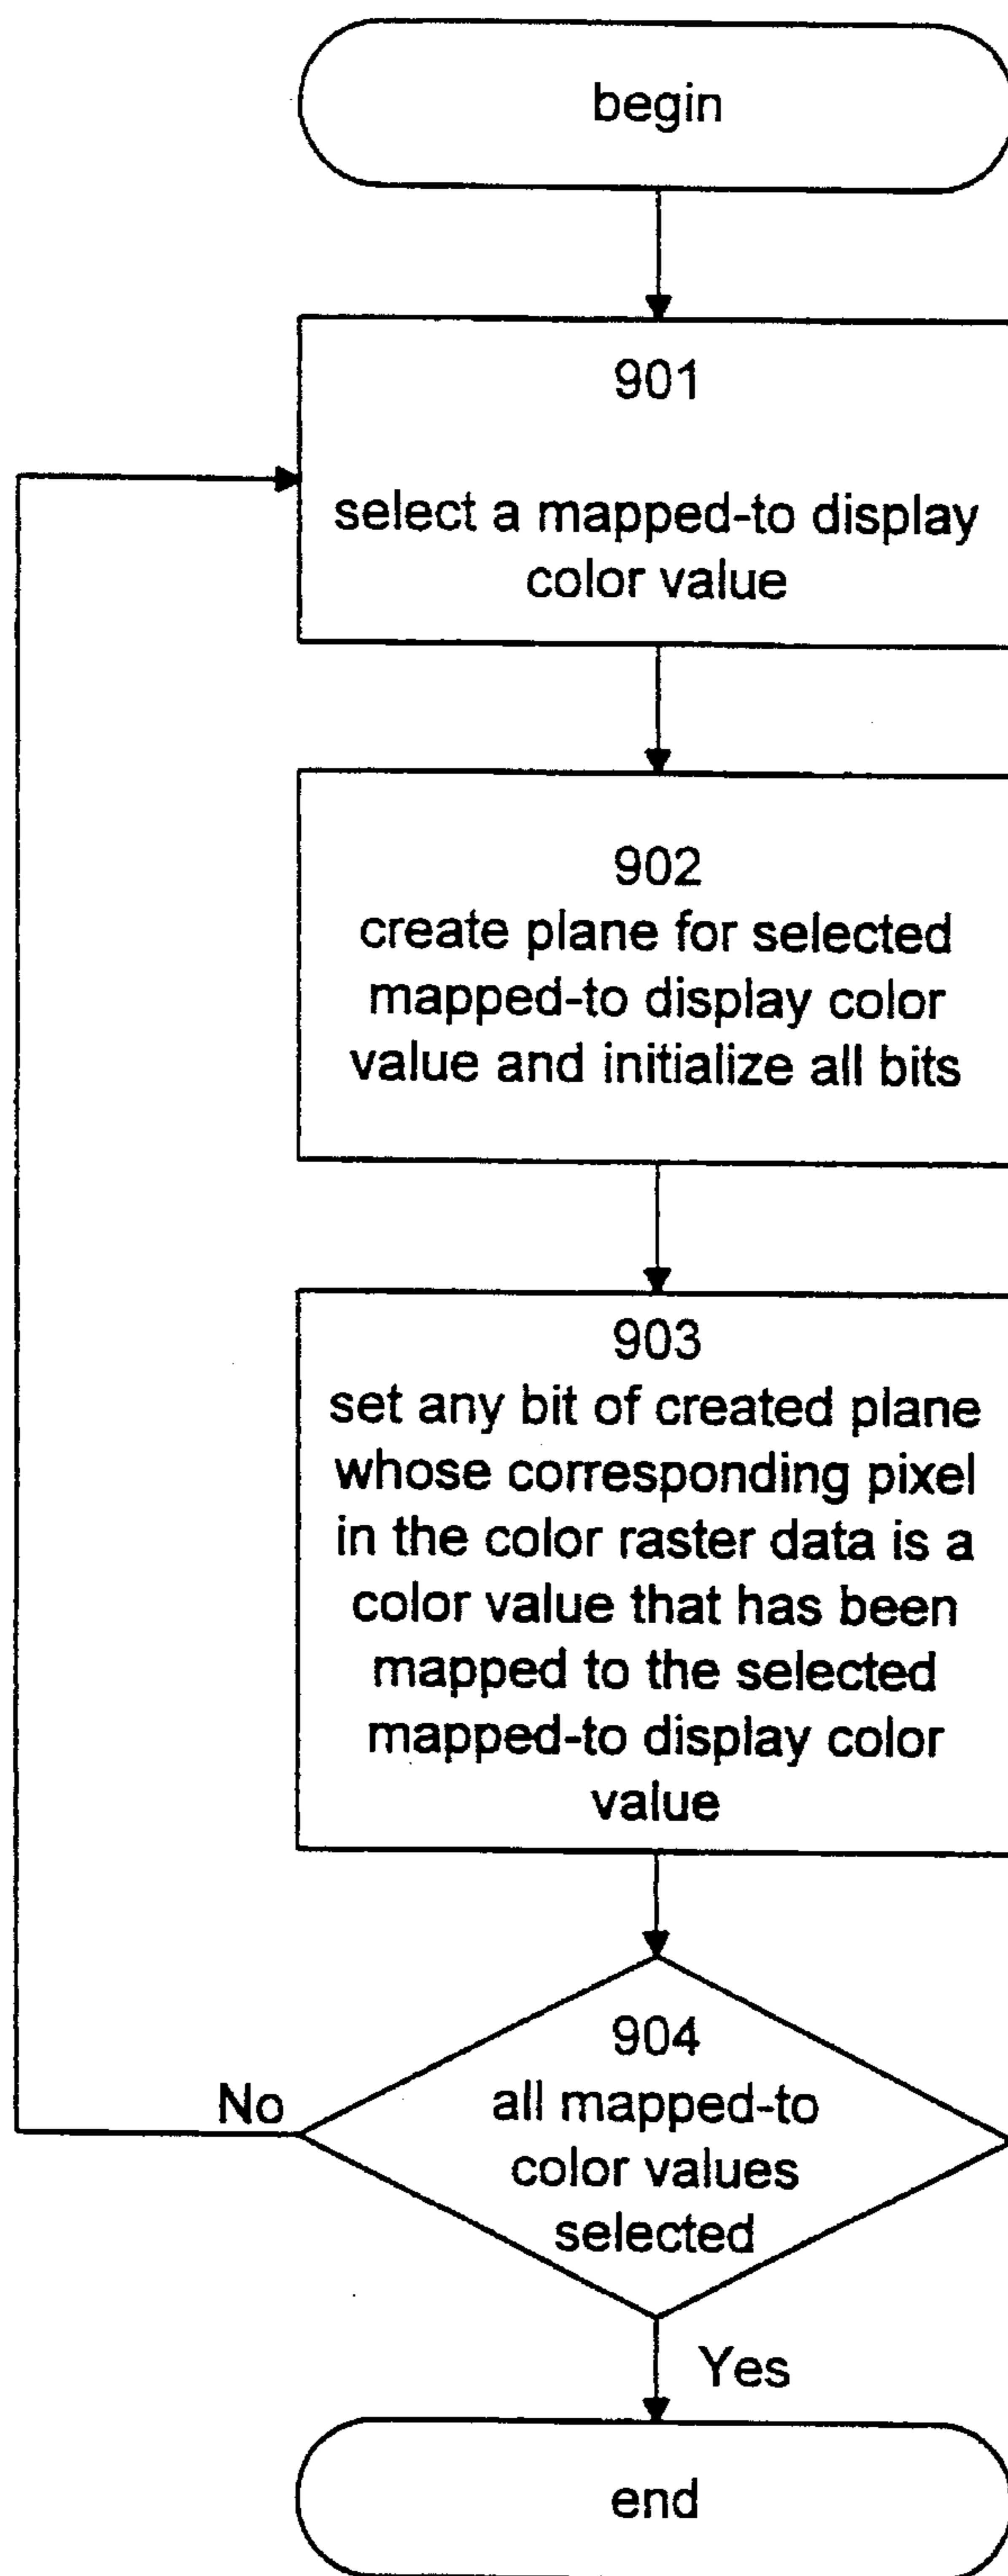 begin
901
select a mapped-to display
color value
902
create plane for selected
mapped-to display color
value and initialize all bits
903
set any bit of created plane
whose corresponding pixel
in the color raster data is a
color value that has been
mapped to the selected
mapped-to display color
value
904
all mapped-to
color values
selected
No
Yes
end